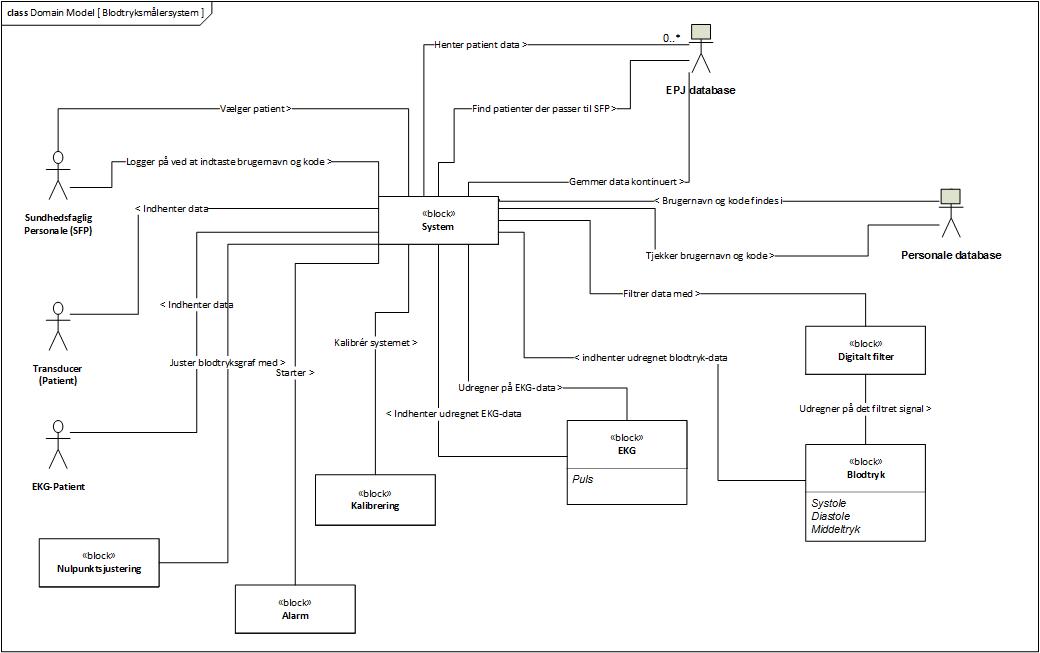 class Domain Model [ Blodtryksmålersystem ]
Henter patient data >
0..*
EPJ database
Vælger patient >
Find patienter der passer til SFP>
Logger på ved at indtaste brugernavn og kode >
Gemmer data kontinuert >
Sundhedsfaglig
Personale (SFP)
< Indhenter data
«block»
System
< Brugernavn og kode findes i
Tjekker brugernavn og kode>
Personale database
< Indhenter data
Filtrer data med >
Transducer
(Patient)
Juster blodtryksgraf med >
Starter >
Kalibrér systemet >
< indhenter udregnet blodtryk-data
«block»
Digitalt filter
Udregner på EKG-data>
< Indhenter udregnet EKG-data
Udregner på det filtret signal >
EKG-Patient
«block»
EKG
Puls
«block»
Blodtryk
Systole
Diastole
Middeltryk
«block»
Kalibrering
«block»
Nulpunktsjustering
«block»
Alarm